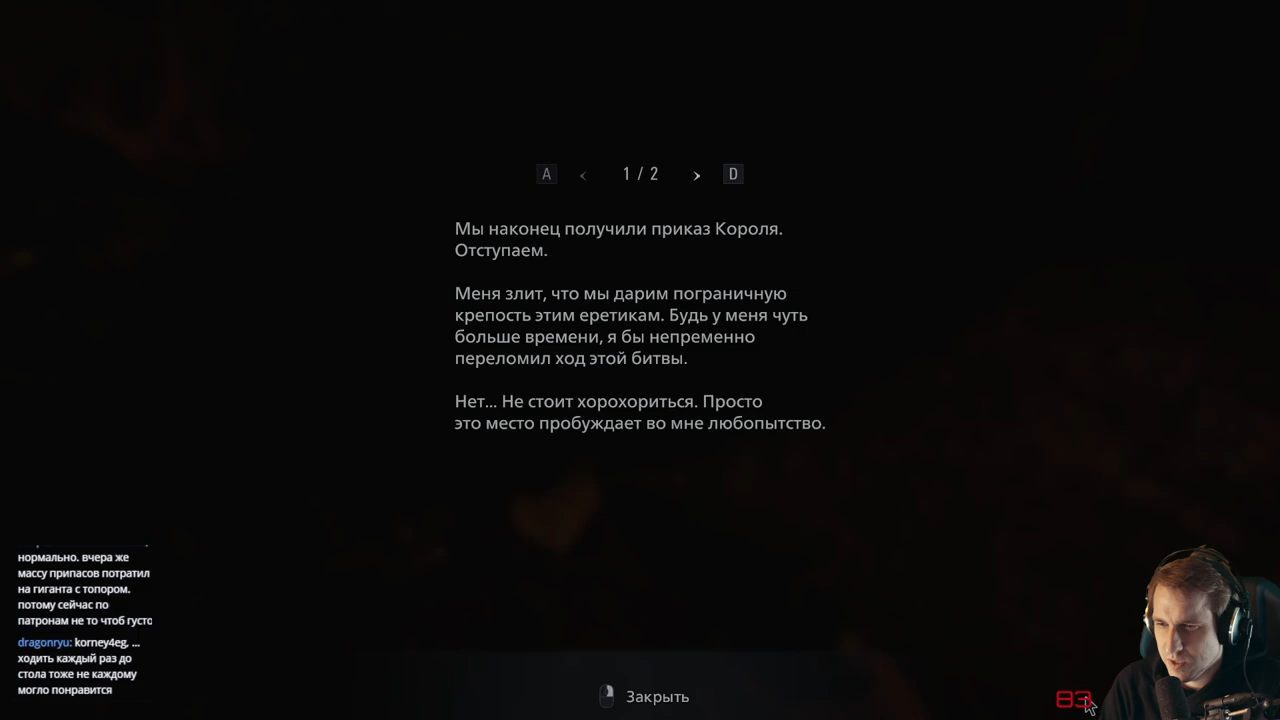 A < 1 / 2 > D
Мы наконец получили приказ Короля.
Отступаем.
Меня злит, что мы дарим пограничную
крепость этим еретикам. Будь у меня чуть
больше времени, я бы непременно
переломил ход этой битвы.
Нет... Не стоит хорохориться. Просто
это место пробуждает во мне любопытство.
нормально. вчера же
массу припасов потратил
на гиганта с топором.
потому сейчас по
патронам не то чтоб густо
dragonryu: korney4eg, ...
ходить каждый раз до
стола тоже не каждому
могло понравится
Закрыть
83